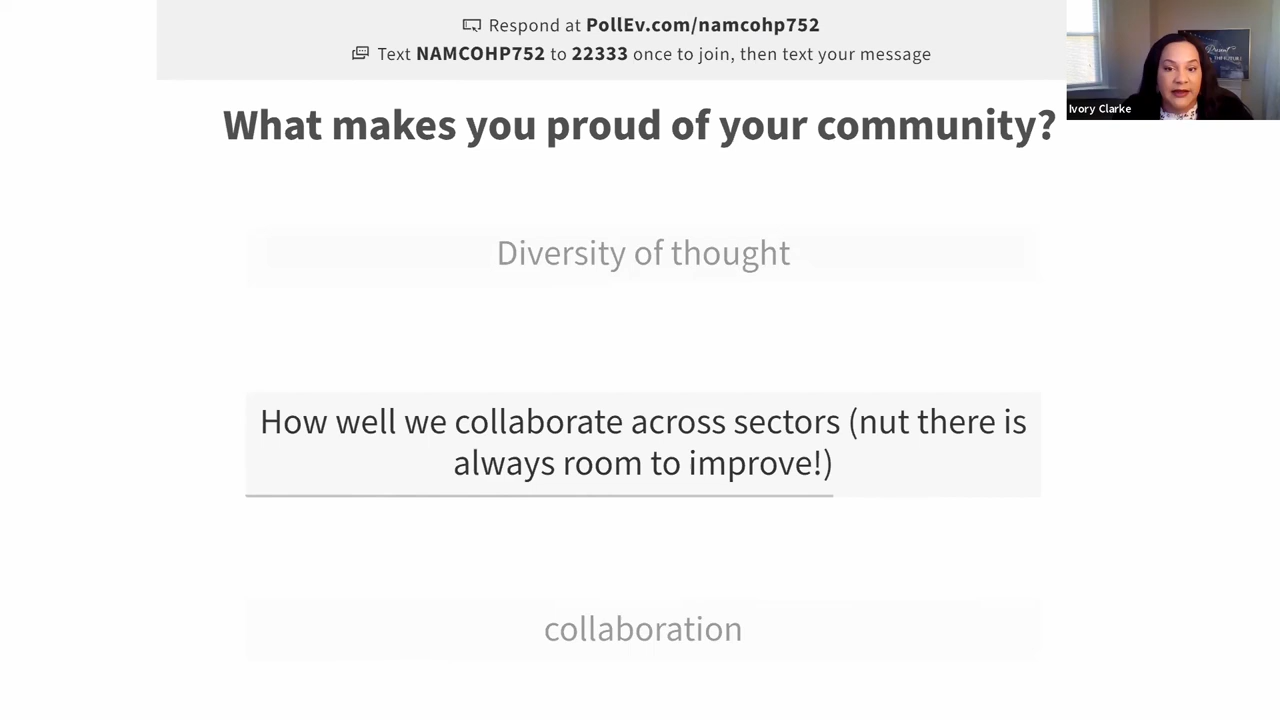 Respond at PollEv.com/namcohp752
Text NAMCOHP752 to 22333 once to join, then text your message
Ivory Clarke
What makes you proud of your community?
Diversity of thought
How well we collaborate across sectors (nut there is
always room to improve!)
collaboration